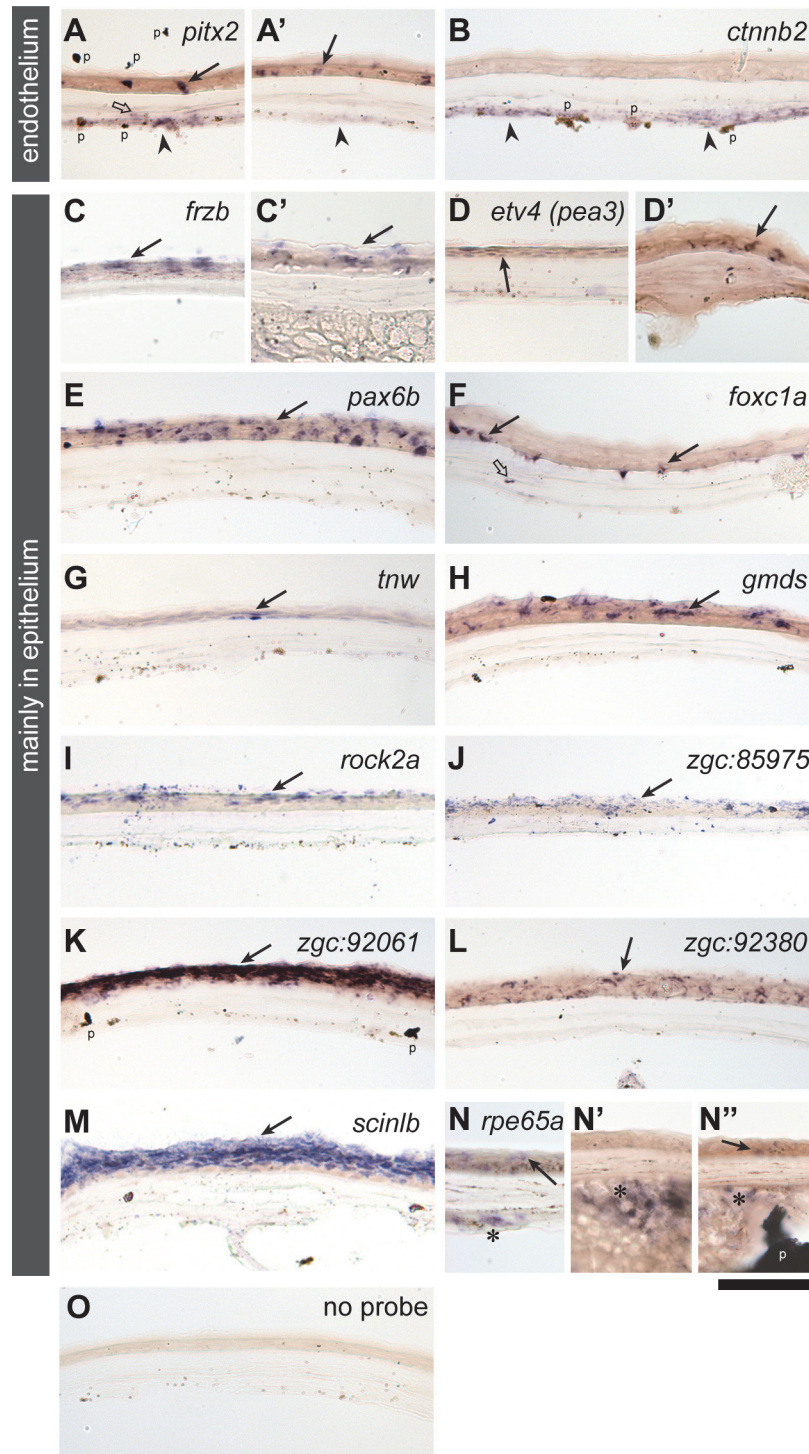 endothelium
A
pitx2
p
p
p
p
p
A'
B
ctnnb2
p
p
p
mainly in epithelium
C
frzb
C'
D
etv4 (pea3)
D'
E
pax6b
F
foxc1a
G
tnw
H
gmds
I
rock2a
J
zgc:85975
K
zgc:92061
p
p
L
zgc:92380
M
scinlb
N
rpe65a
*
N'
*
N''
*
p
O
no probe